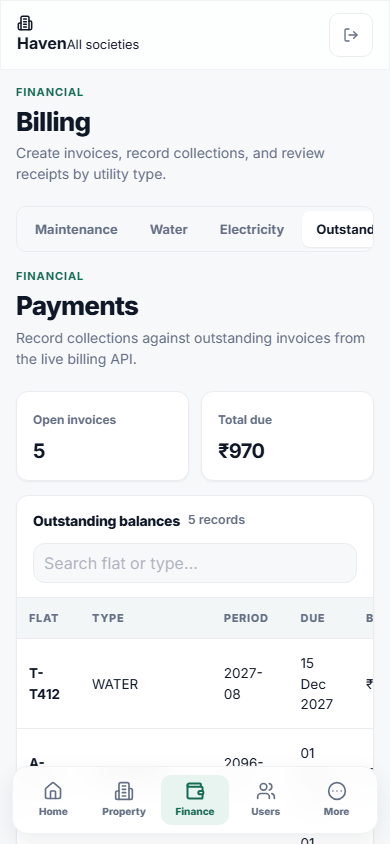 HavenAll societies
FINANCIAL
Billing
Create invoices, record collections, and review
receipts by utility type.
Maintenance Water Electricity Outstand
FINANCIAL
Payments
Record collections against outstanding invoices from
the live billing API.
Open invoices
5
Total due
₹970
Outstanding balances 5 records
Search flat or type...
FLAT TYPE PERIOD DUE B
T-
T412
WATER
2027-
08
15
Dec
2027
₹
A-
2096-
01
Home Property Finance Users More
01